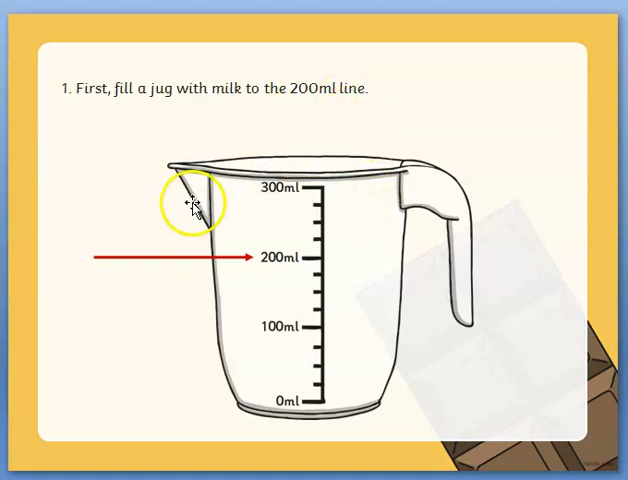 1. First, fill a jug with milk to the 200ml line.
300ml
200ml
100ml
0ml